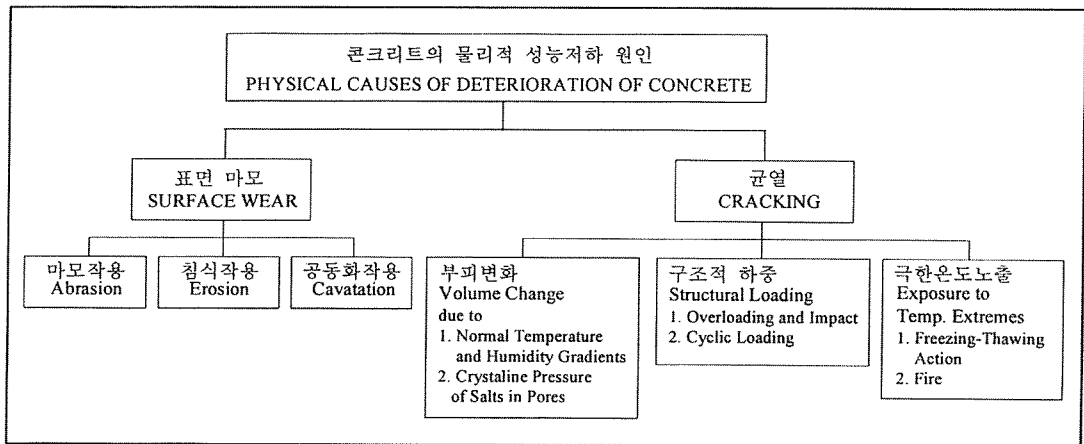 콘크리트의 물리적 성능저하 원인
PHYSICAL CAUSES OF DETERIORATION OF CONCRETE
표면 마모
SURFACE WEAR
균열
CRACKING
마모작용
Abrasion
침식작용
Erosion
공동화작용
Cavatation
부피변화
Volume Change
due to
1. Normal Temperature
and Humidity Gradients
2. Crystaline Pressure
of Salts in Pores
구조적 하중
Structural Loading
1. Overloading and Impact
2. Cyclic Loading
극한온도노출
Exposure to
Temp. Extremes
1. Freezing-Thawing
Action
2. Fire